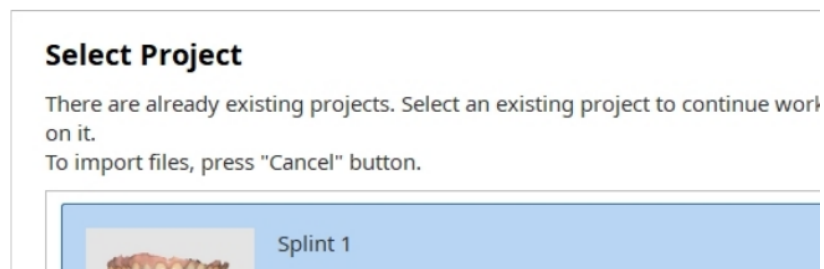 Select Project
There are already existing projects. Select an existing project to continue
on it.
To import files, press "Cancel" button.
Splint 1